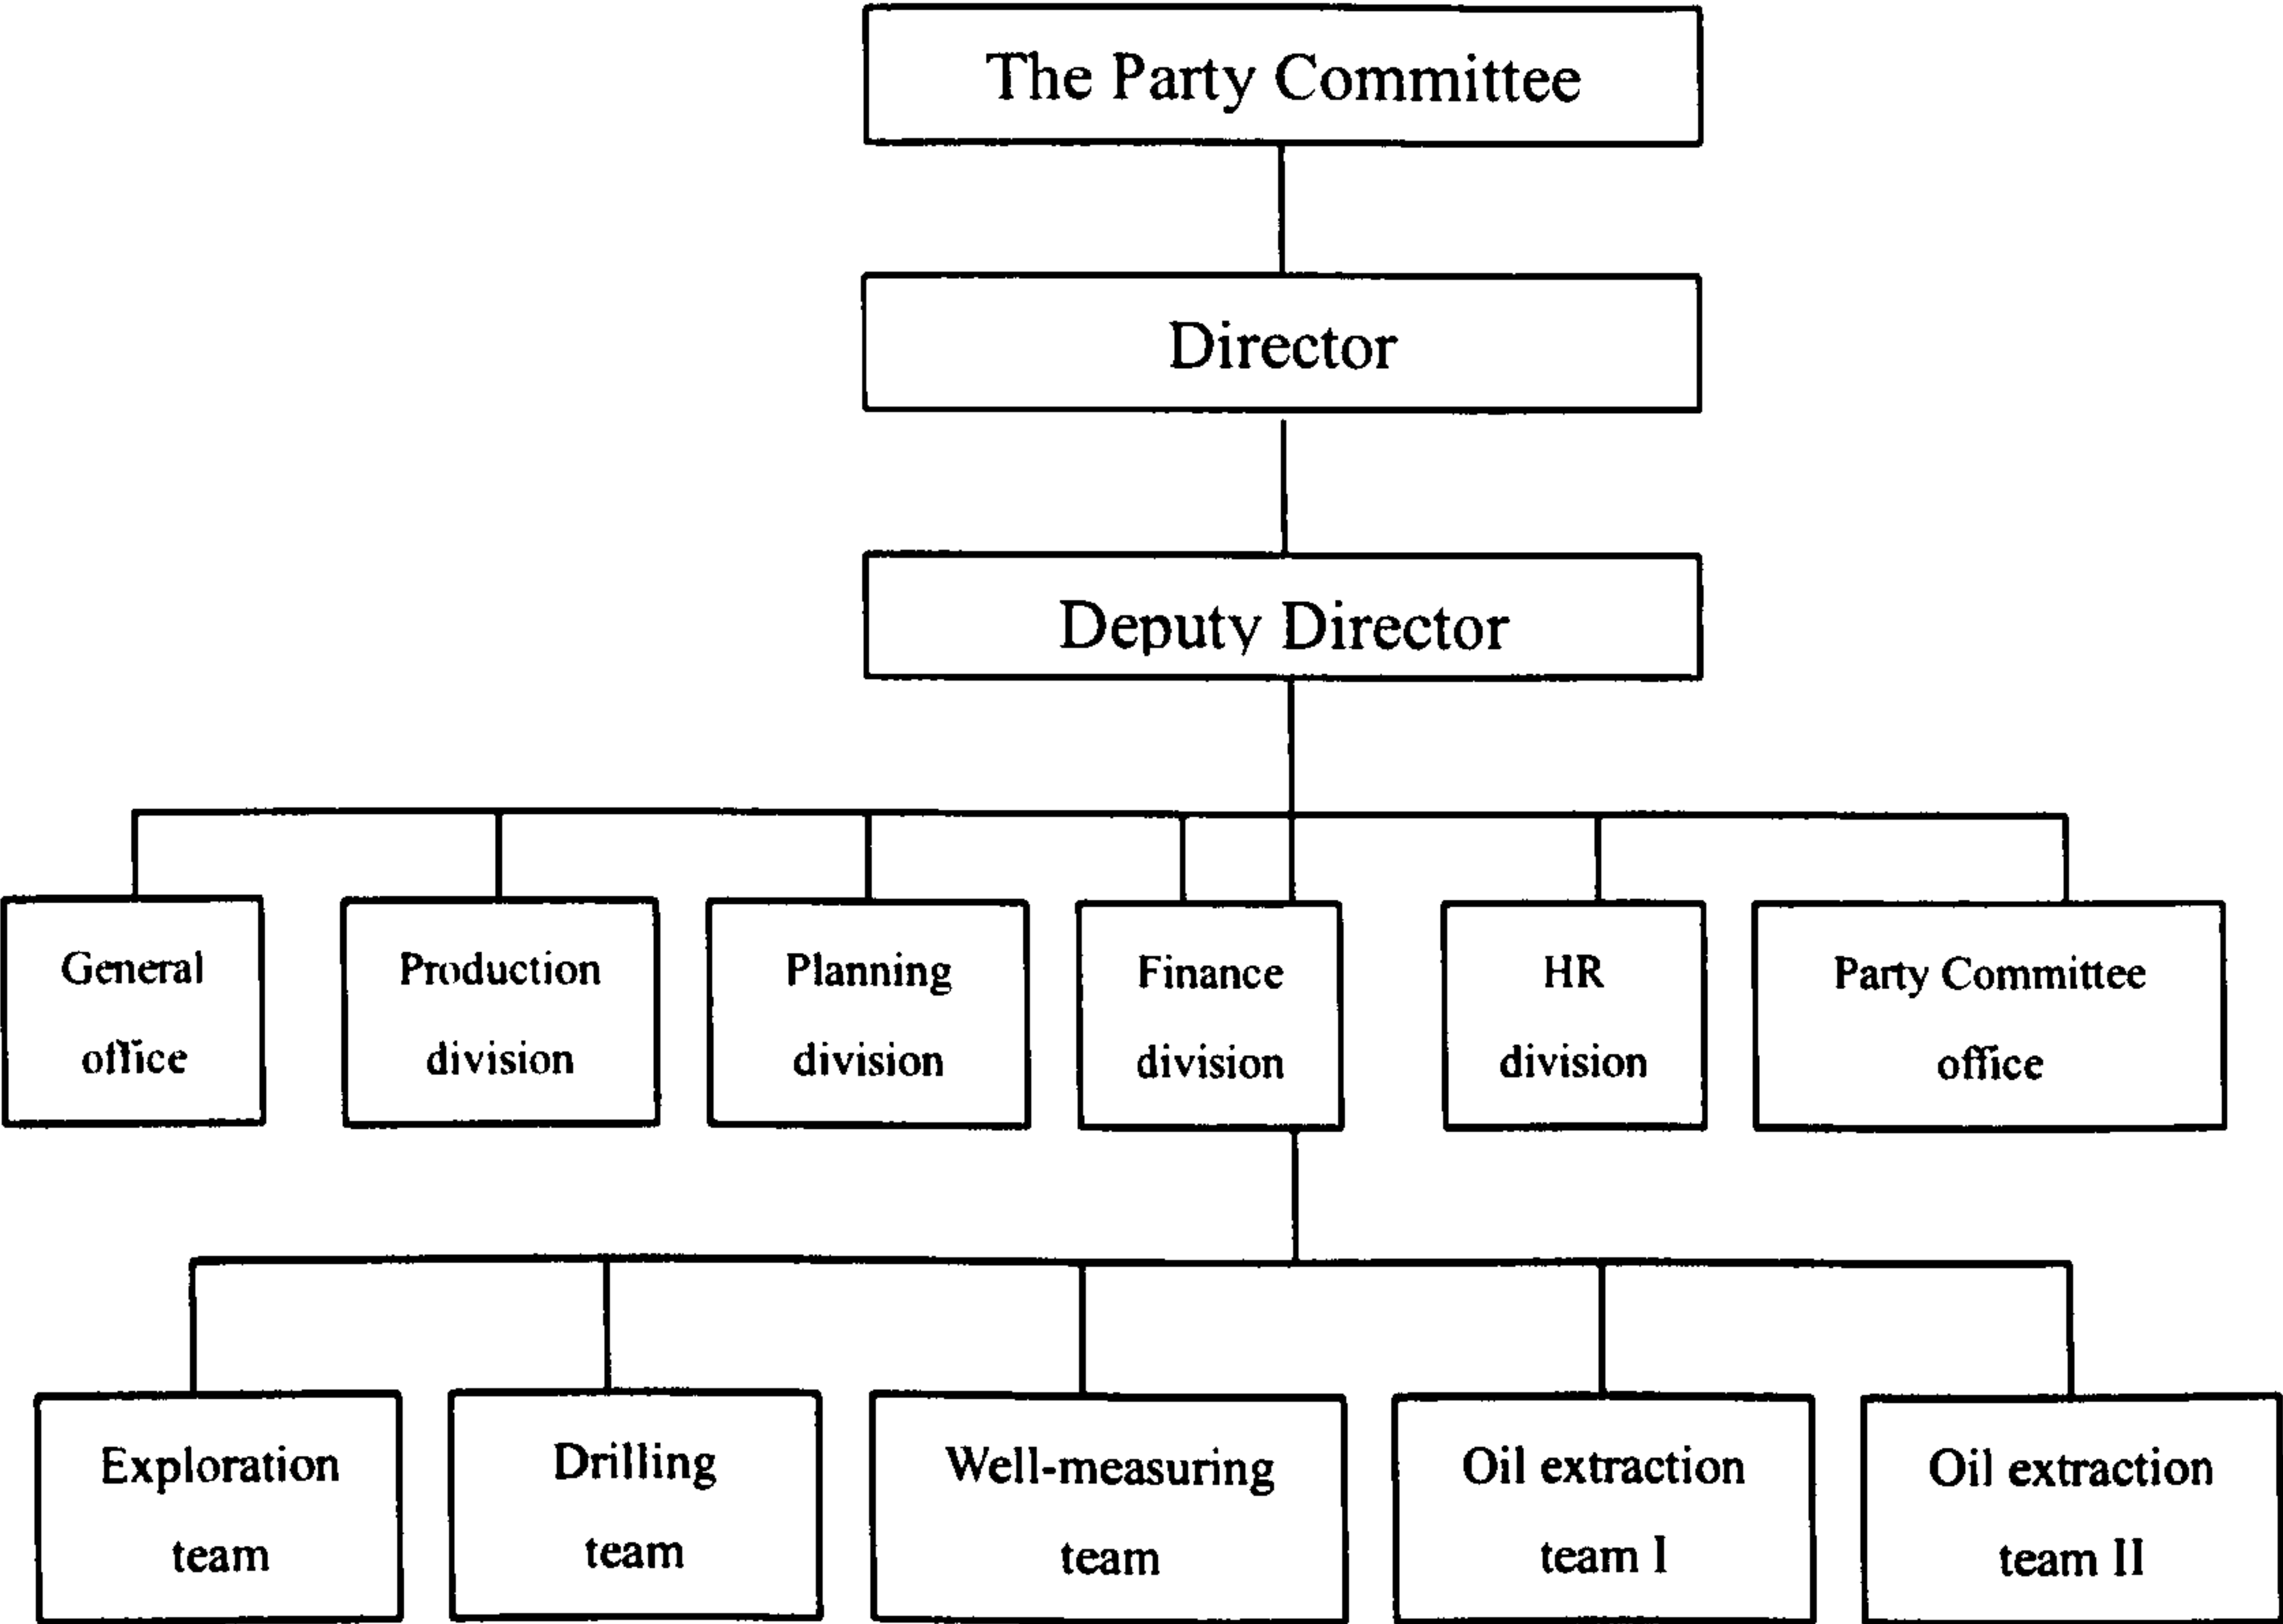 The Party Committee
Director
Deputy Director
General
office
Production
division
Planning
division
Finance
division
HR
division
Party Committee
office
Exploration
team
Drilling
team
Well-measuring
team
Oil extraction
team I
Oil extraction
team II